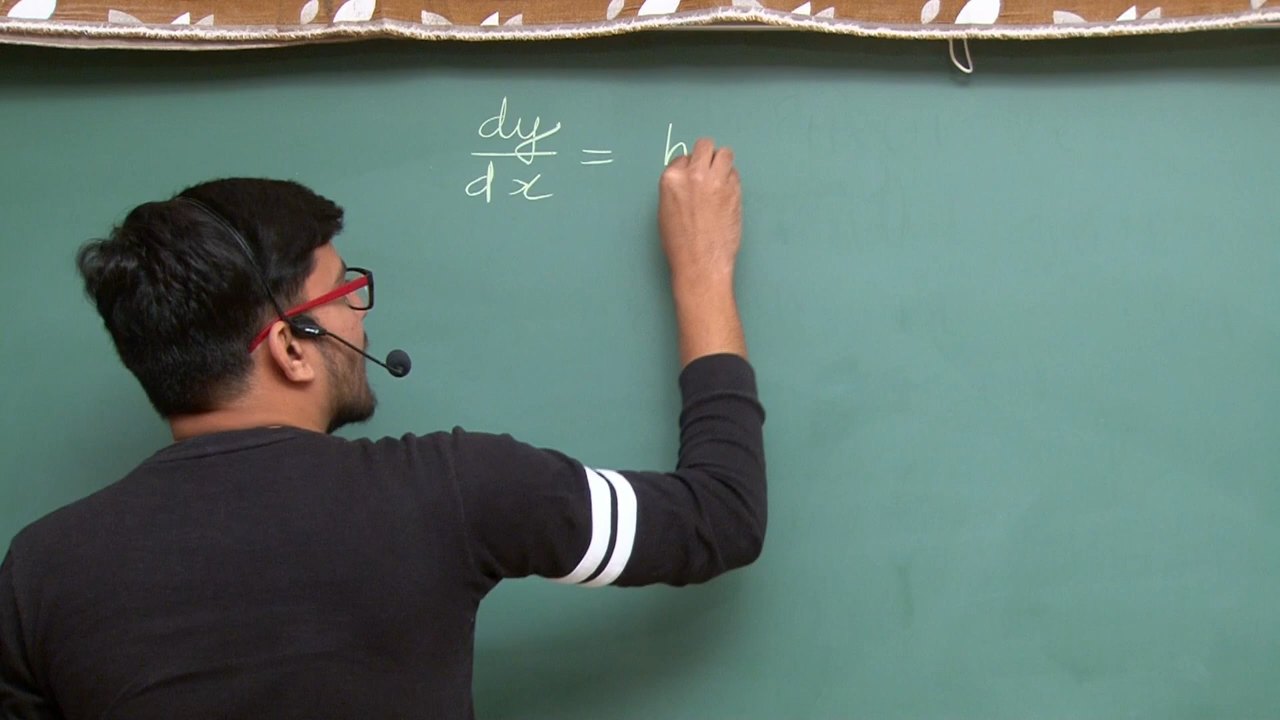 dy/dx = h